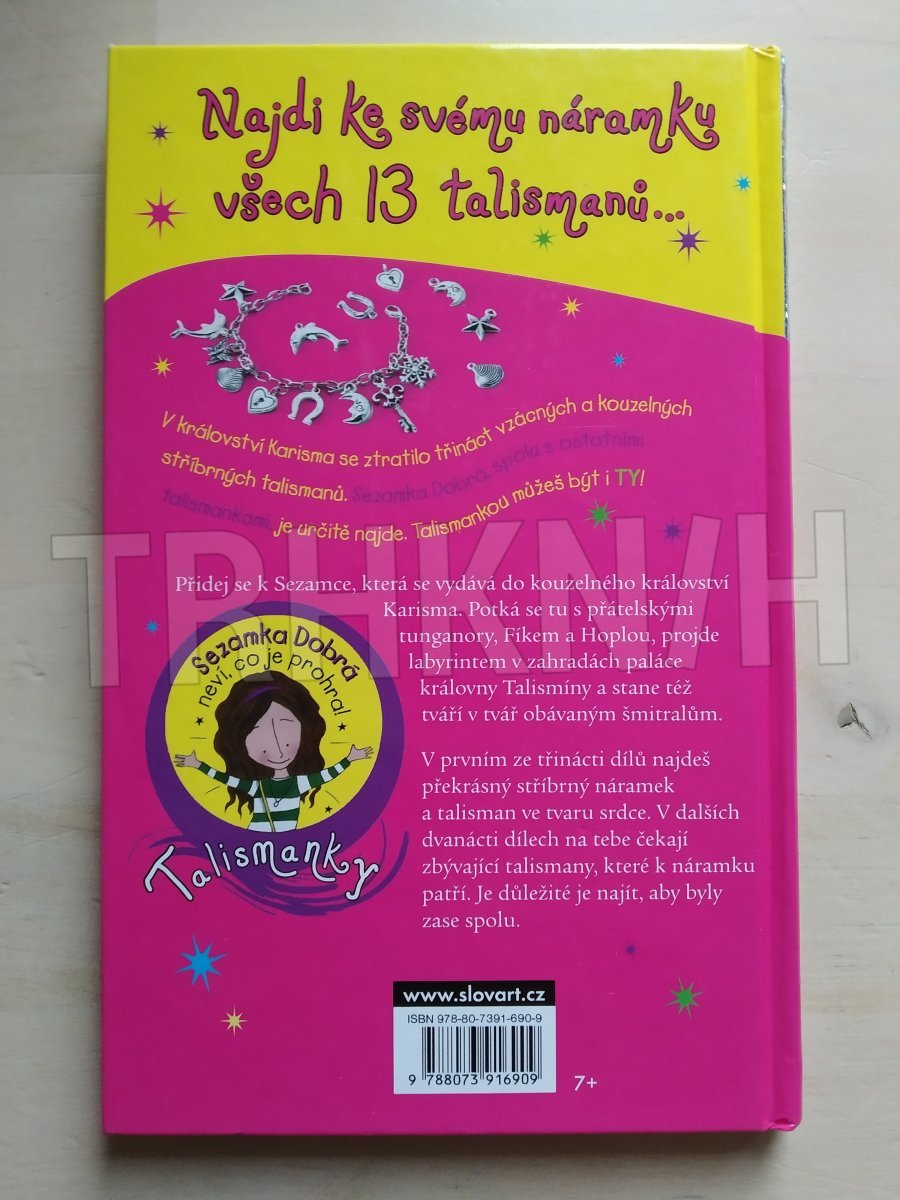 Najdi ke svému náramku
všech 13 talismanů...
V království Karisma se ztratilo třináct vzácných a kouzelných
stříbrných talismanů. Sezamka Dobrá, spolu s ostatními
talismankami, je určitě najde. Talismankou můžeš být i TY!
TRHKNI
Přidej se k Sezamce, která se vydává do kouzelného království
Karisma. Potká se tu s přátelskými
tunganory, Fíkem a Hoplou, projde
labyrintem v zahradách paláce
královny Talismíny a stane též
tváří v tvář obávaným šmitralům.
Sezamka Dobrá
neví, co je prohra!
Talismanky
V prvním ze třinácti dílů najdeš
překrásný stříbrný náramek
a talisman ve tvaru srdce. V dalších
dvanácti dílech na tebe čekají
zbývající talismany, které k náramku
patří. Je důležité je najít, aby byly
zase spolu.
www.slovart.cz
ISBN 978-80-7391-690-9
9 788073 916909
7+